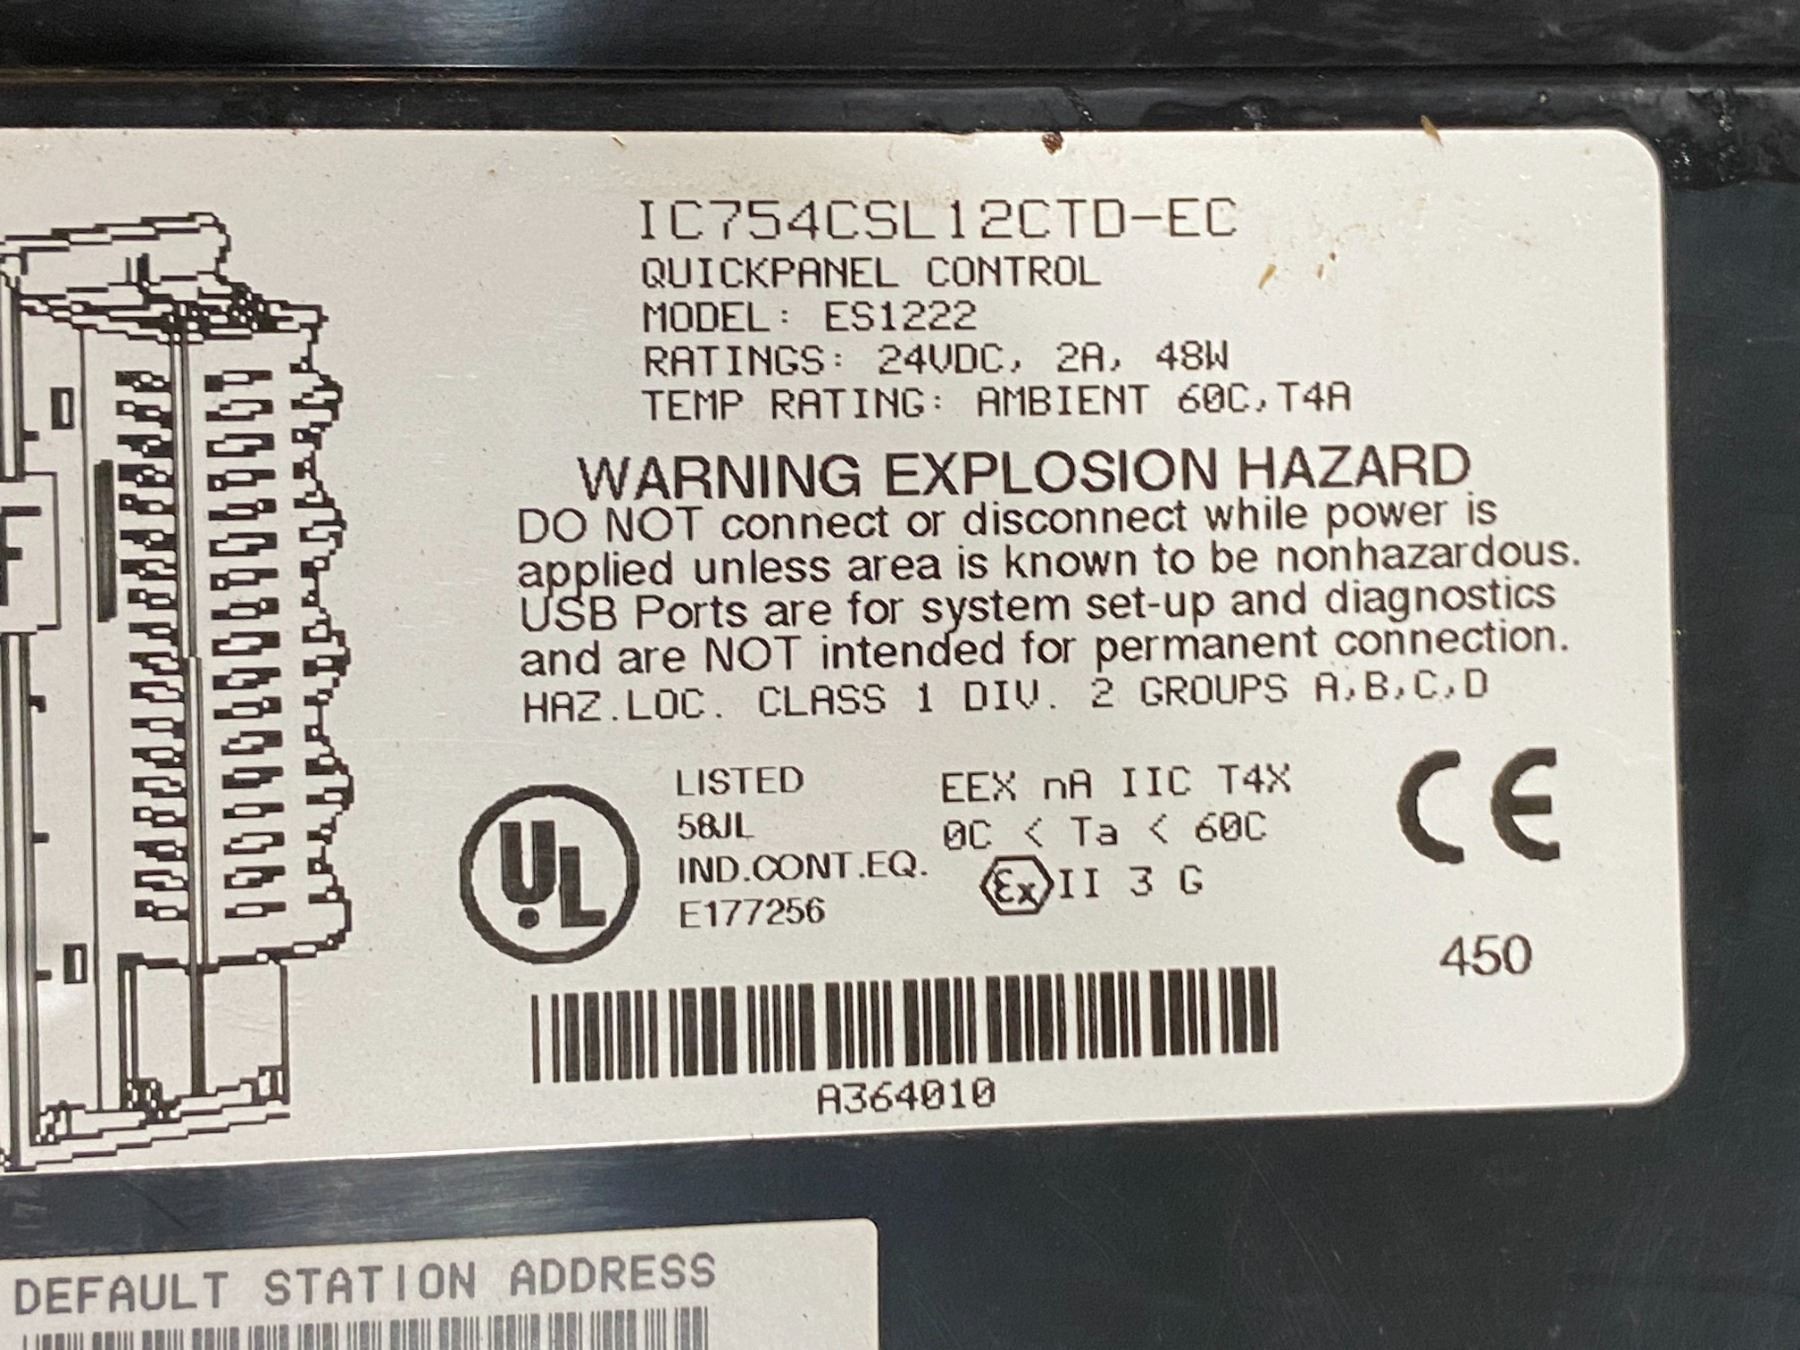 IC754CSL12CTD-EC
QUICKPANEL CONTROL
MODEL: ES1222
RATINGS: 24VDC, 2A, 48W
TEMP RATING: AMBIENT 60C,T4A
WARNING EXPLOSION HAZARD
DO NOT connect or disconnect while power is
applied unless area is known to be nonhazardous.
USB Ports are for system set-up and diagnostics
and are NOT intended for permanent connection.
HAZ.LOC. CLASS 1 DIV. 2 GROUPS A,B,C,D
UL
LISTED
58JL
IND.CONT.EQ.
E177256
EEX nA IIC T4X
0C < Ta < 60C
Ex II 3 G
CE
450
A364010
F
DEFAULT STATION ADDRESS